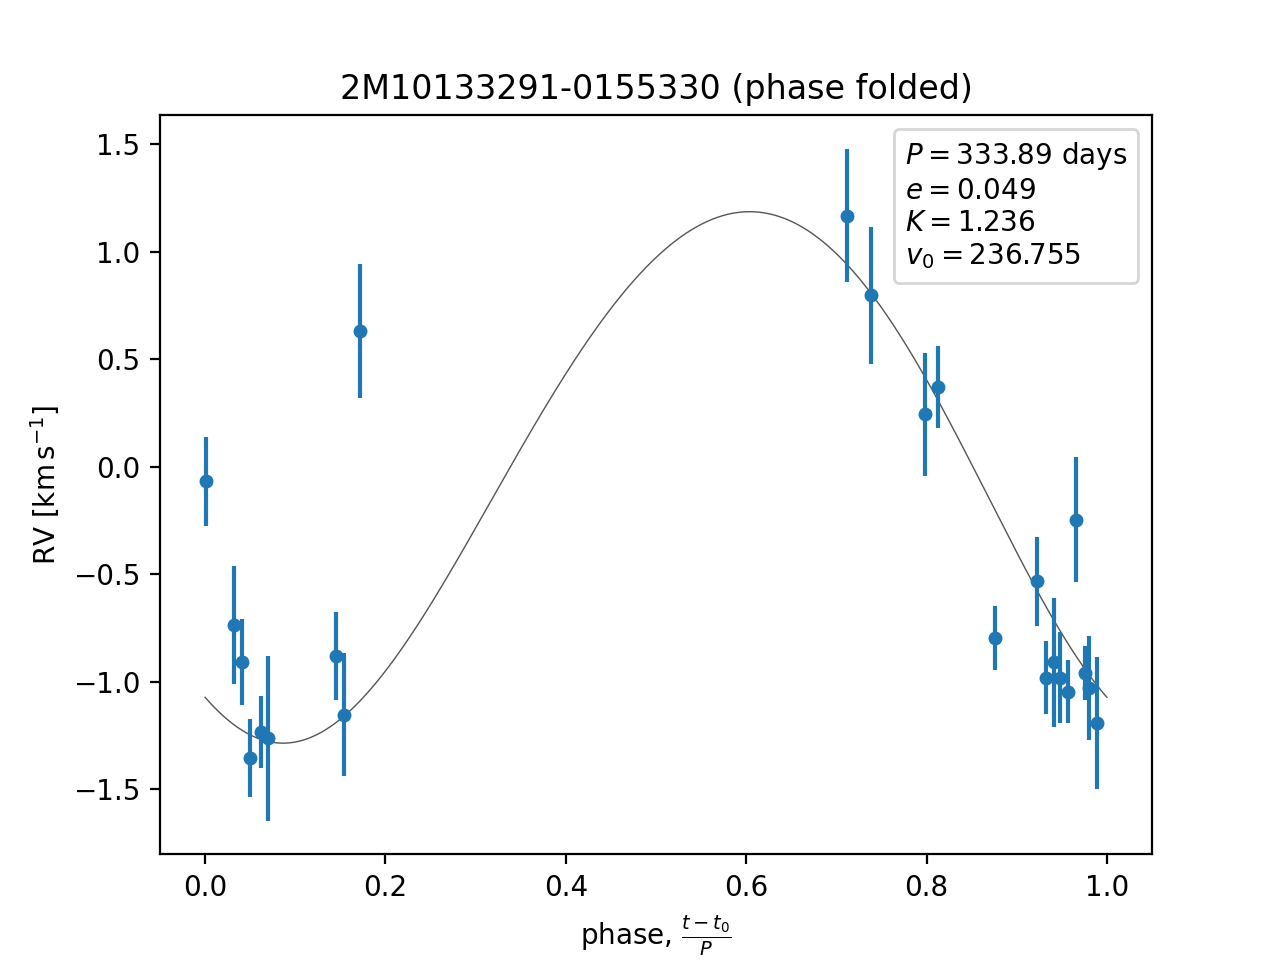 2M10133291-0155330 (phase folded)
P = 333.89 days
e = 0.049
K = 1.236
v₀ = 236.755
1.5
1.0
0.5
0.0
−0.5
−1.0
−1.5
RV [km s⁻¹]
0.0 0.2 0.4 0.6 0.8 1.0
phase, (t − t₀)/P